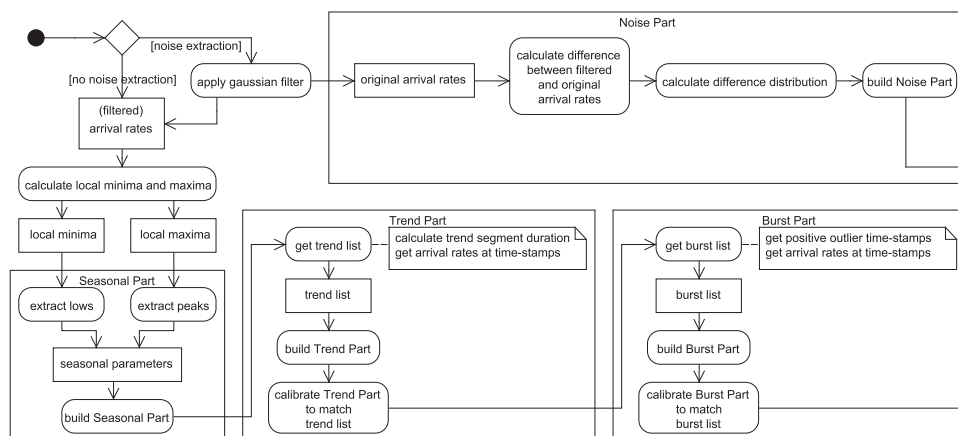 Noise Part
[noise extraction]
[no noise extraction]
apply gaussian filter
original arrival rates
calculate difference
between filtered
and original
arrival rates
calculate difference distribution
build Noise Part
(filtered)
arrival rates
calculate local minima and maxima
local minima
local maxima
Seasonal Part
extract lows
extract peaks
seasonal parameters
build Seasonal Part
Trend Part
get trend list
calculate trend segment duration
get arrival rates at time-stamps
trend list
build Trend Part
calibrate Trend Part
to match
trend list
Burst Part
get burst list
get positive outlier time-stamps
get arrival rates at time-stamps
burst list
build Burst Part
calibrate Burst Part
to match
burst list